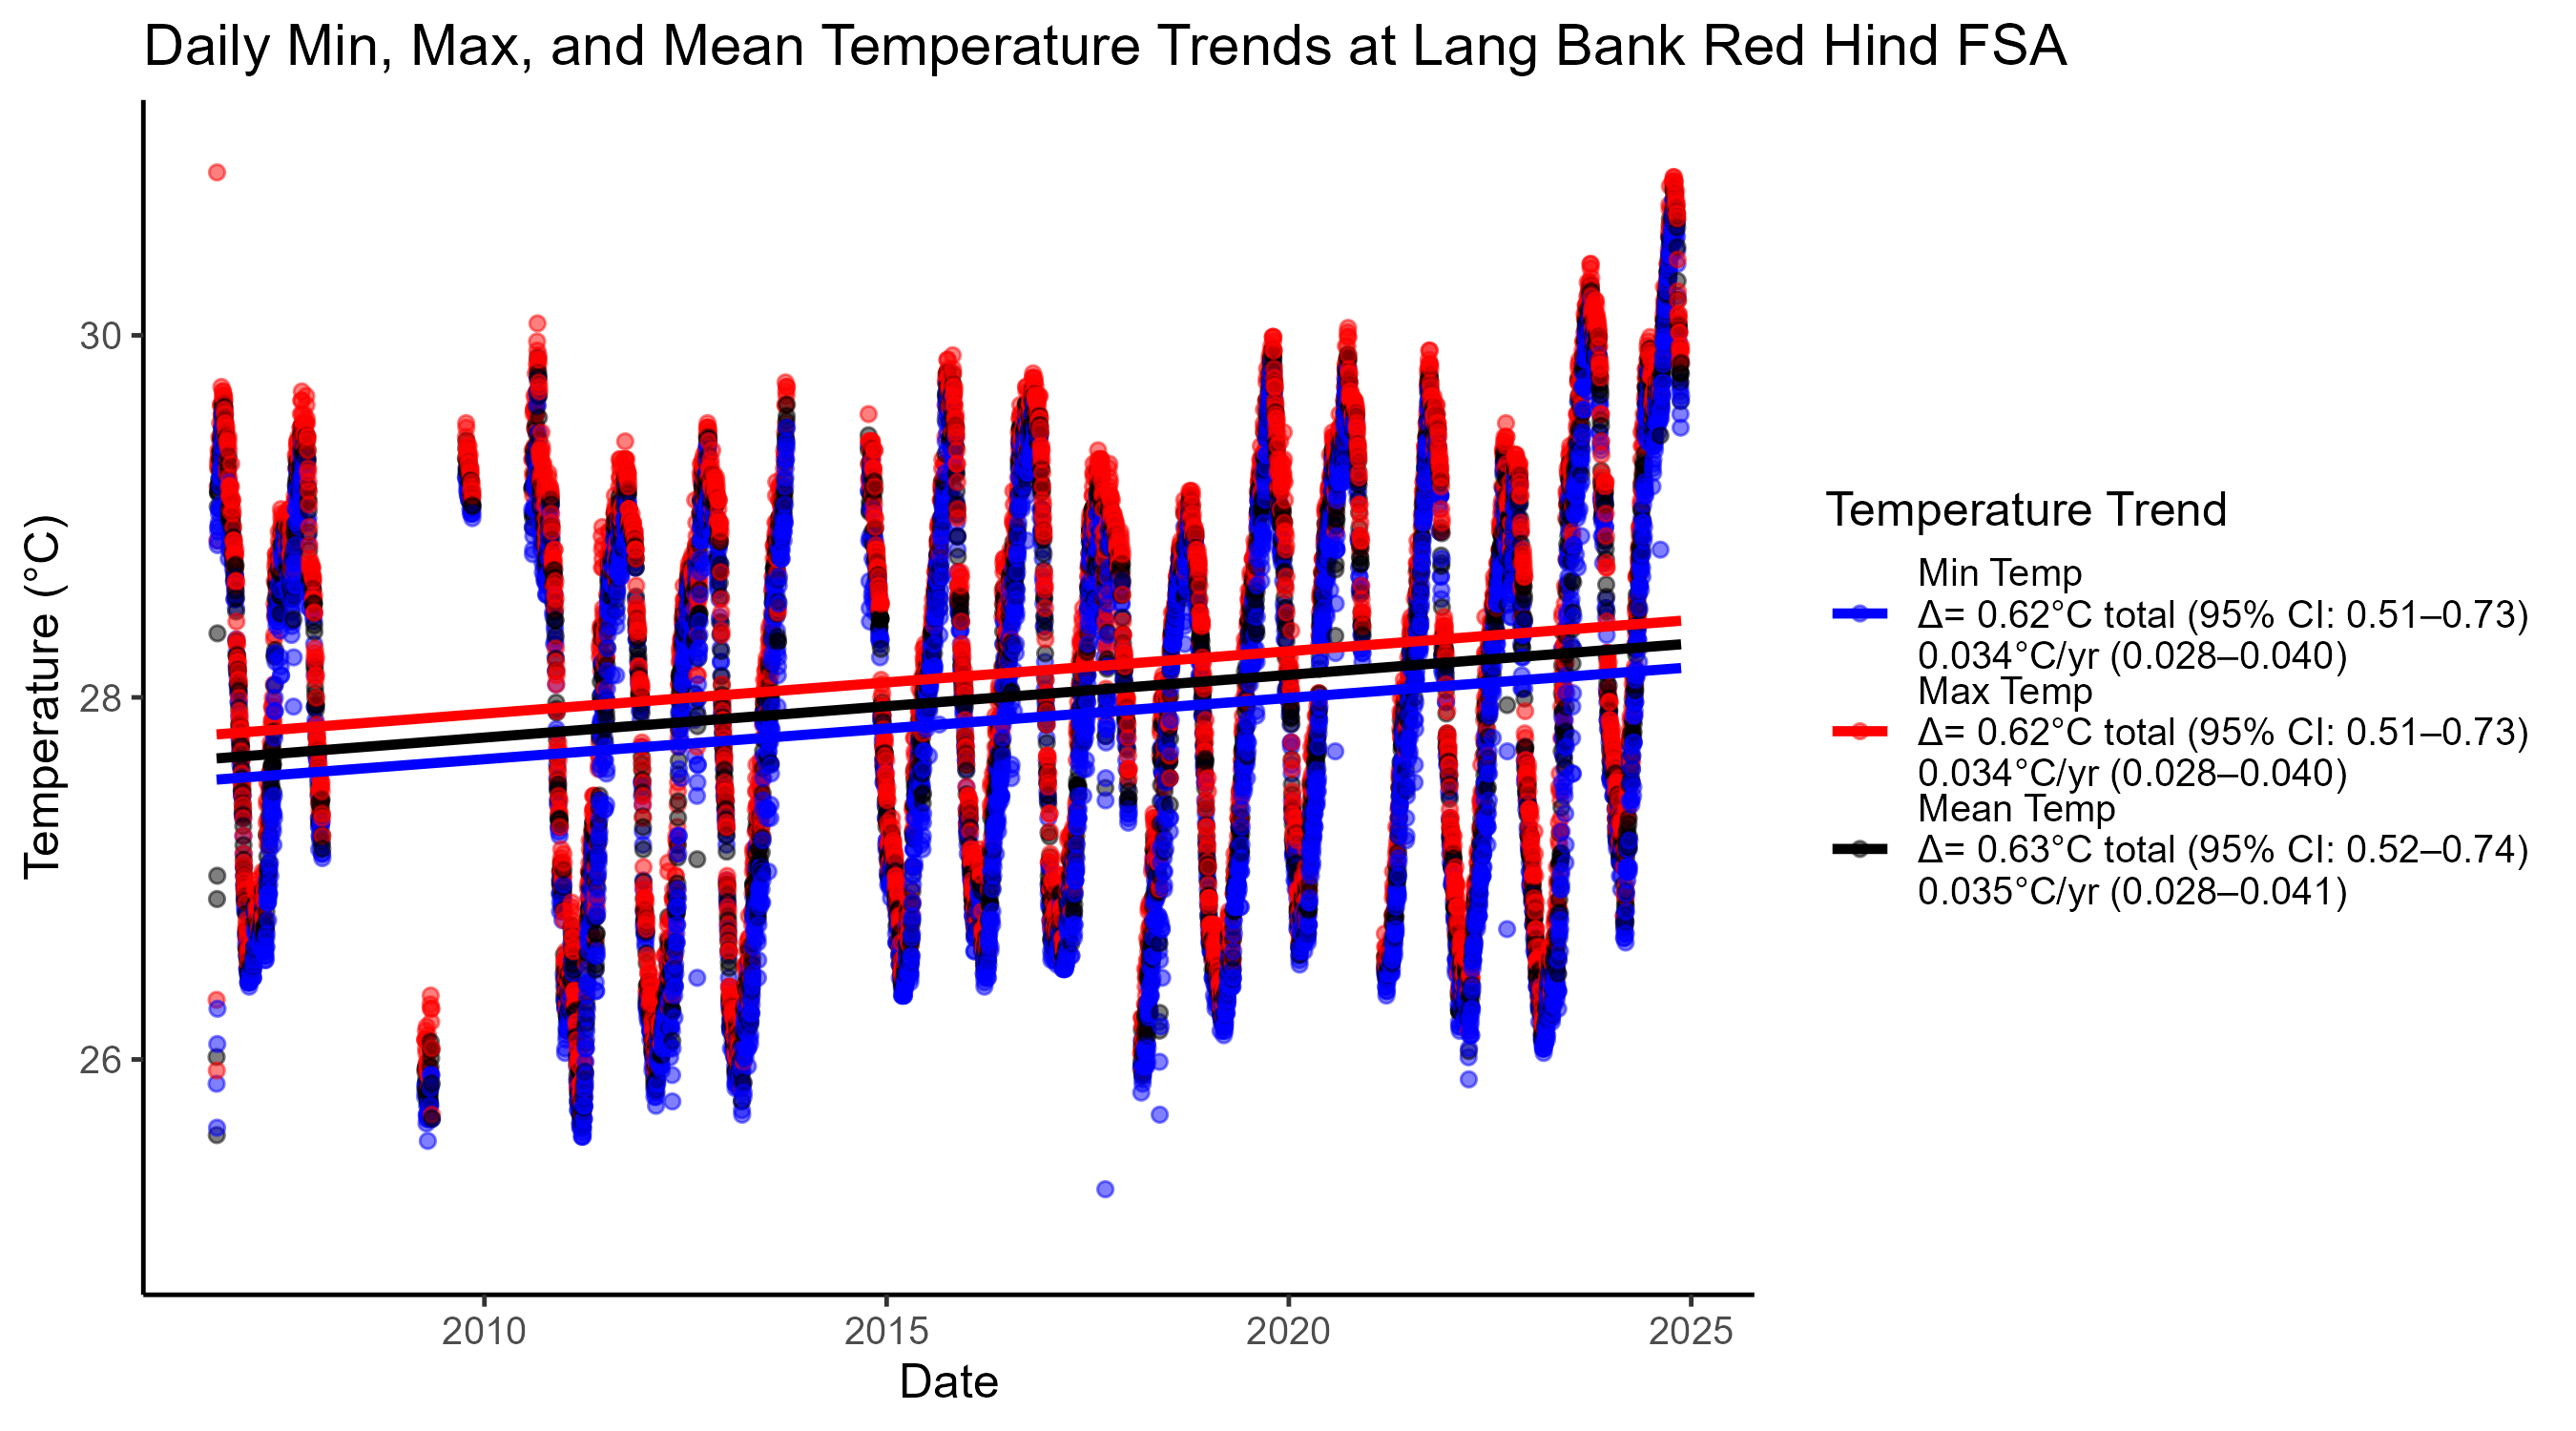 Daily Min, Max, and Mean Temperature Trends at Lang Bank Red Hind FSA
Temperature (°C)
30
28
26
2010
2015
2020
2025
Date
Temperature Trend
Min Temp
Δ= 0.62°C total (95% CI: 0.51–0.73)
0.034°C/yr (0.028–0.040)
Max Temp
Δ= 0.62°C total (95% CI: 0.51–0.73)
0.034°C/yr (0.028–0.040)
Mean Temp
Δ= 0.63°C total (95% CI: 0.52–0.74)
0.035°C/yr (0.028–0.041)